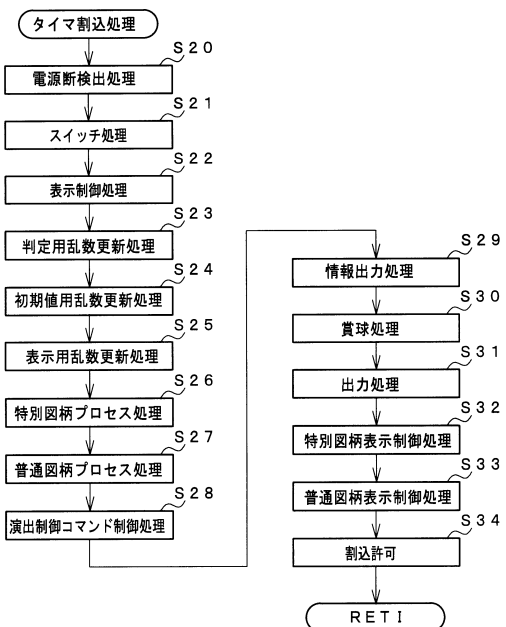 タイマ割込処理
S20
電源断検出処理
S21
スイッチ処理
S22
表示制御処理
S23
判定用乱数更新処理
S24
初期値用乱数更新処理
S25
表示用乱数更新処理
S26
特別図柄プロセス処理
S27
普通図柄プロセス処理
S28
演出制御コマンド制御処理
S29
情報出力処理
S30
賞球処理
S31
出力処理
S32
特別図柄表示制御処理
S33
普通図柄表示制御処理
S34
割込許可
RETI